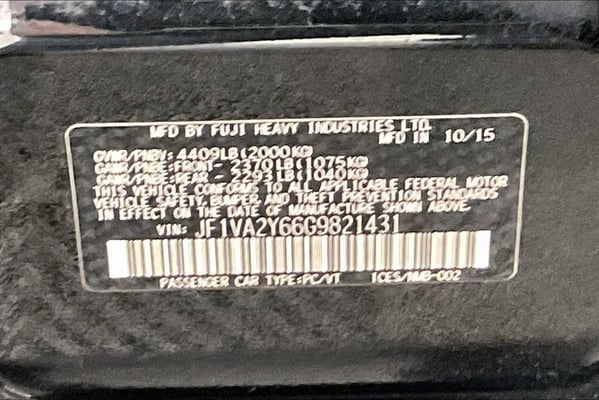 MFD BY FUJI HEAVY INDUSTRIES LTD.
MFD IN 10/15
GVWR/PNBV: 4409LB(2000KG)
GAWR/PNBE:FRONT- 2370LB(1075KG)
GAWR/PNBE:REAR - 2293LB(1040KG)
THIS VEHICLE CONFORMS TO ALL APPLICABLE FEDERAL MOTOR
VEHICLE SAFETY, BUMPER, AND THEFT PREVENTION STANDARDS
IN EFFECT ON THE DATE OF MANUFACTURE SHOWN ABOVE.
VIN: JF1VA2Y66G9821431
PASSENGER CAR TYPE:PC/VT ICES/NMB-002